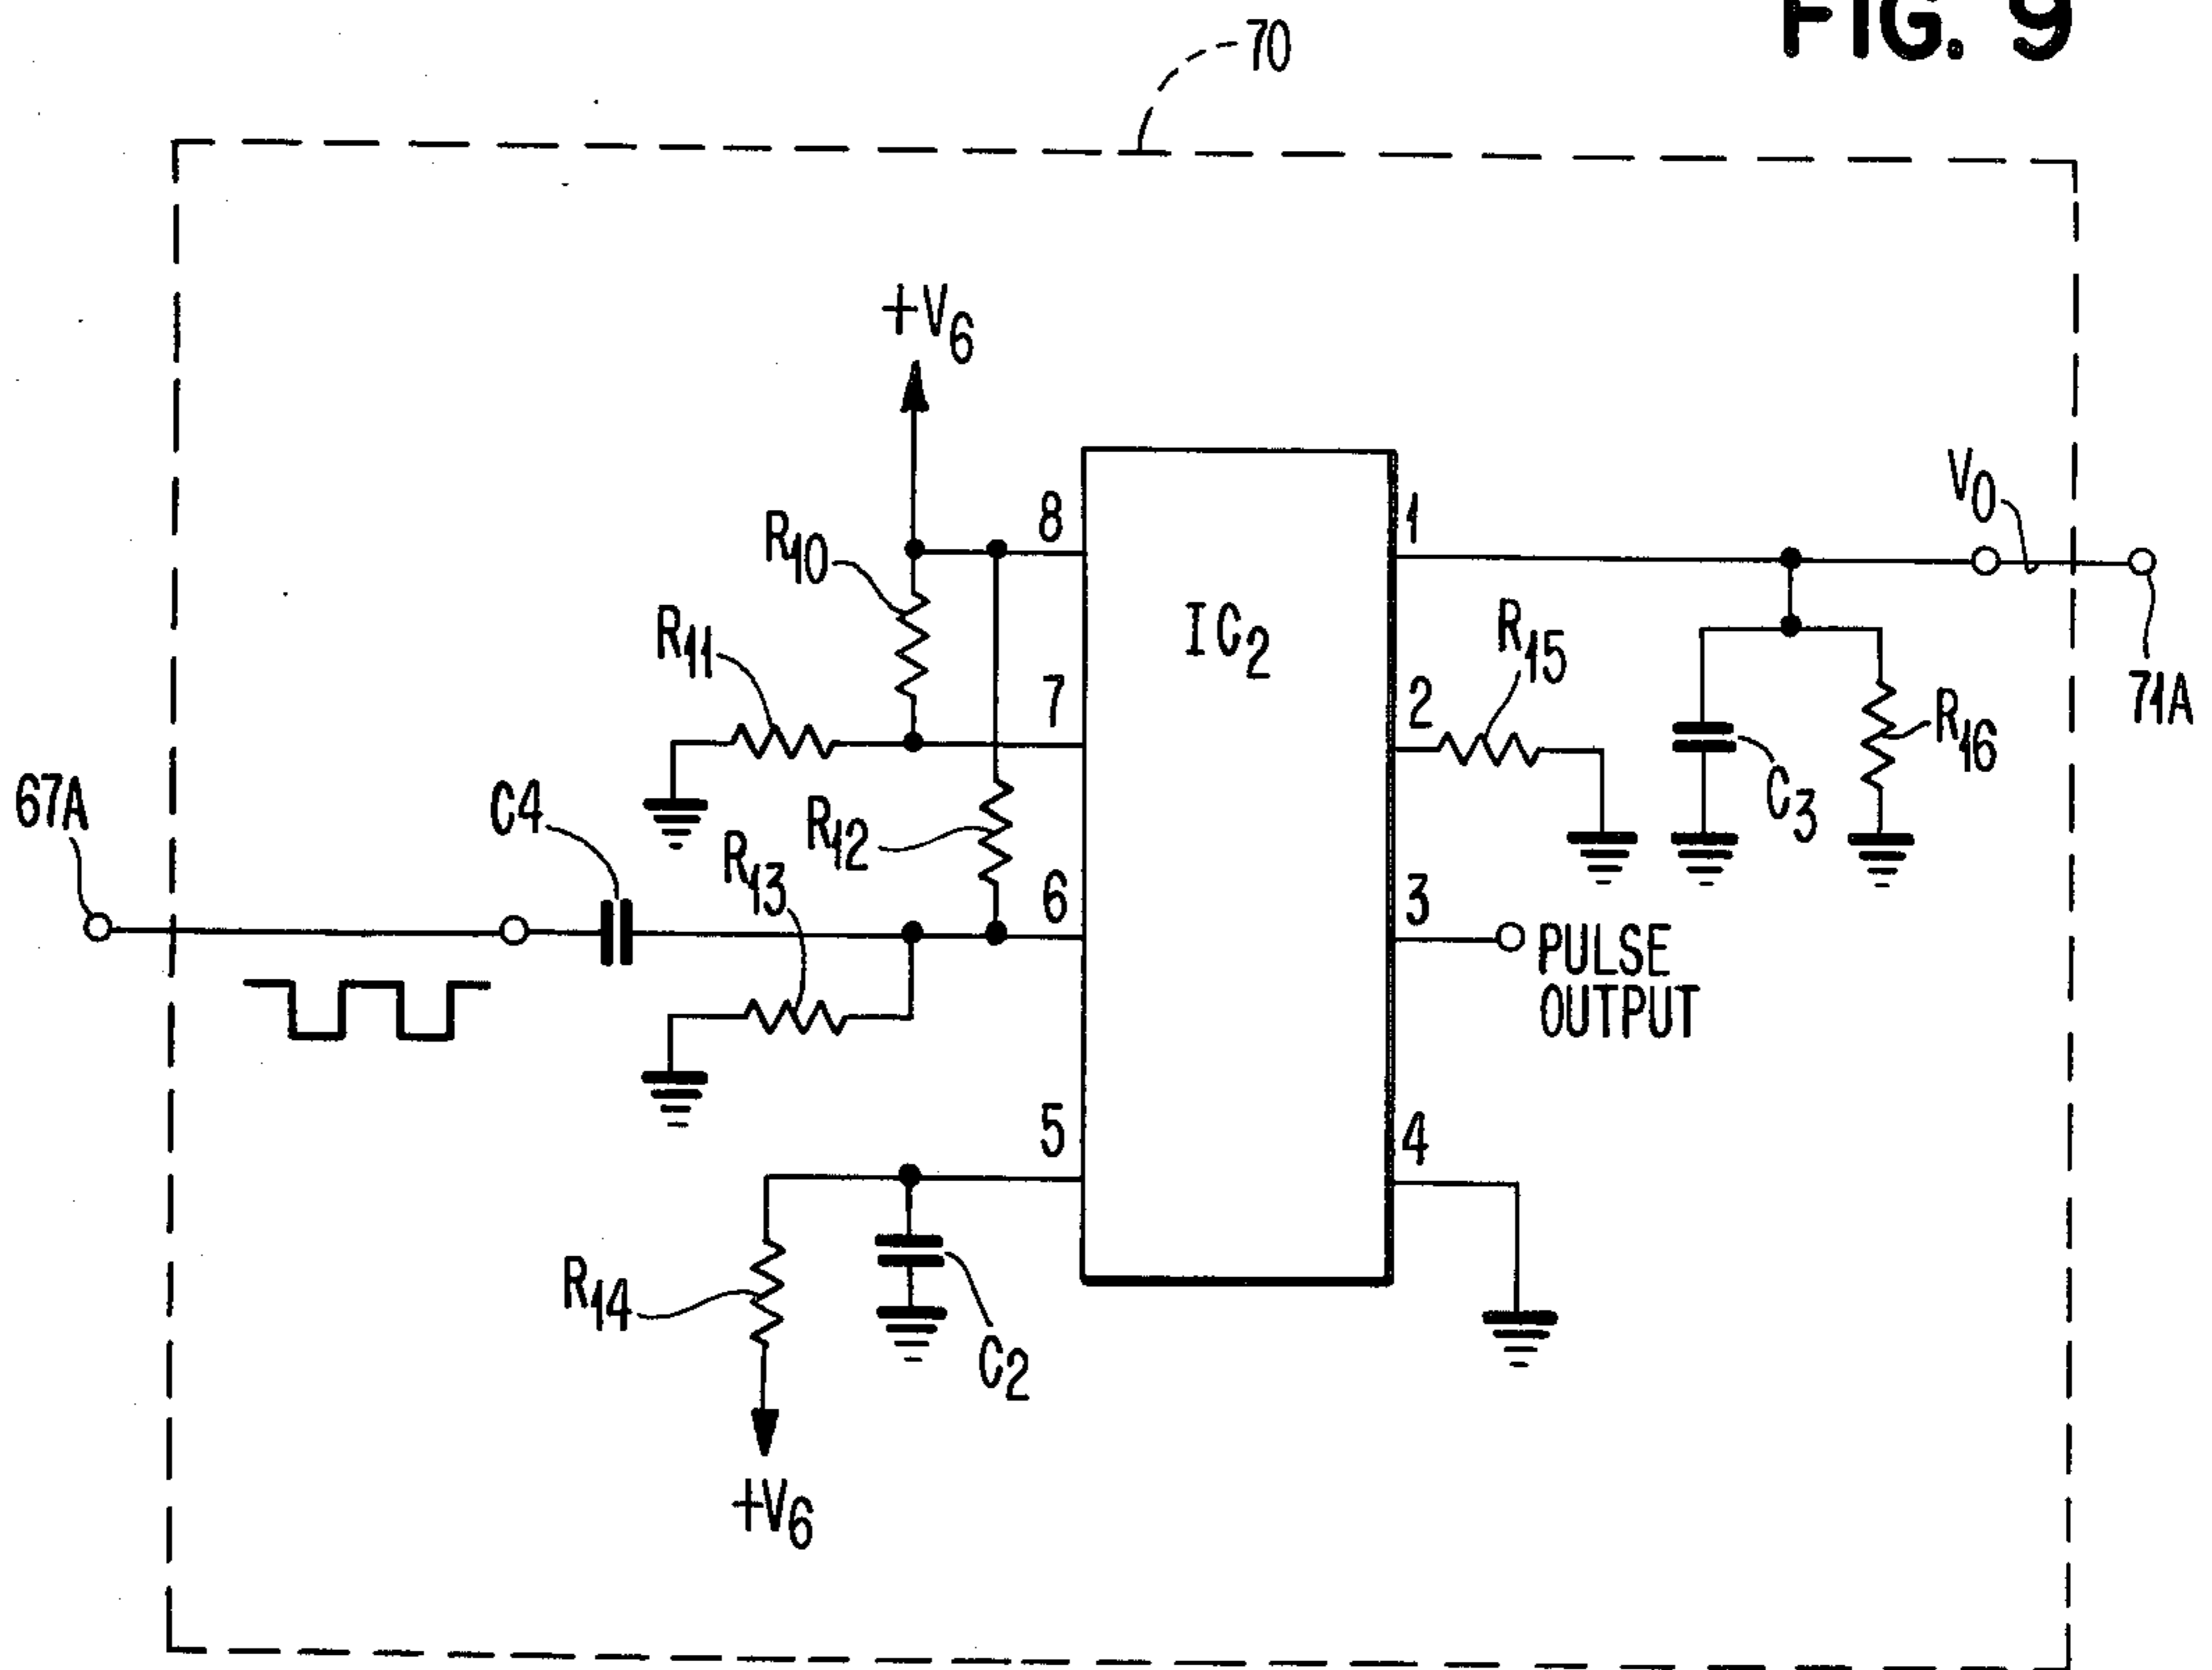 FIG. 9
70
+V6
8
1
V0
R10
IC2
R15
R11
7
2
71A
R16
67A
C4
R12
C3
R13
6
3
PULSE
OUTPUT
5
4
R14
C2
+V6